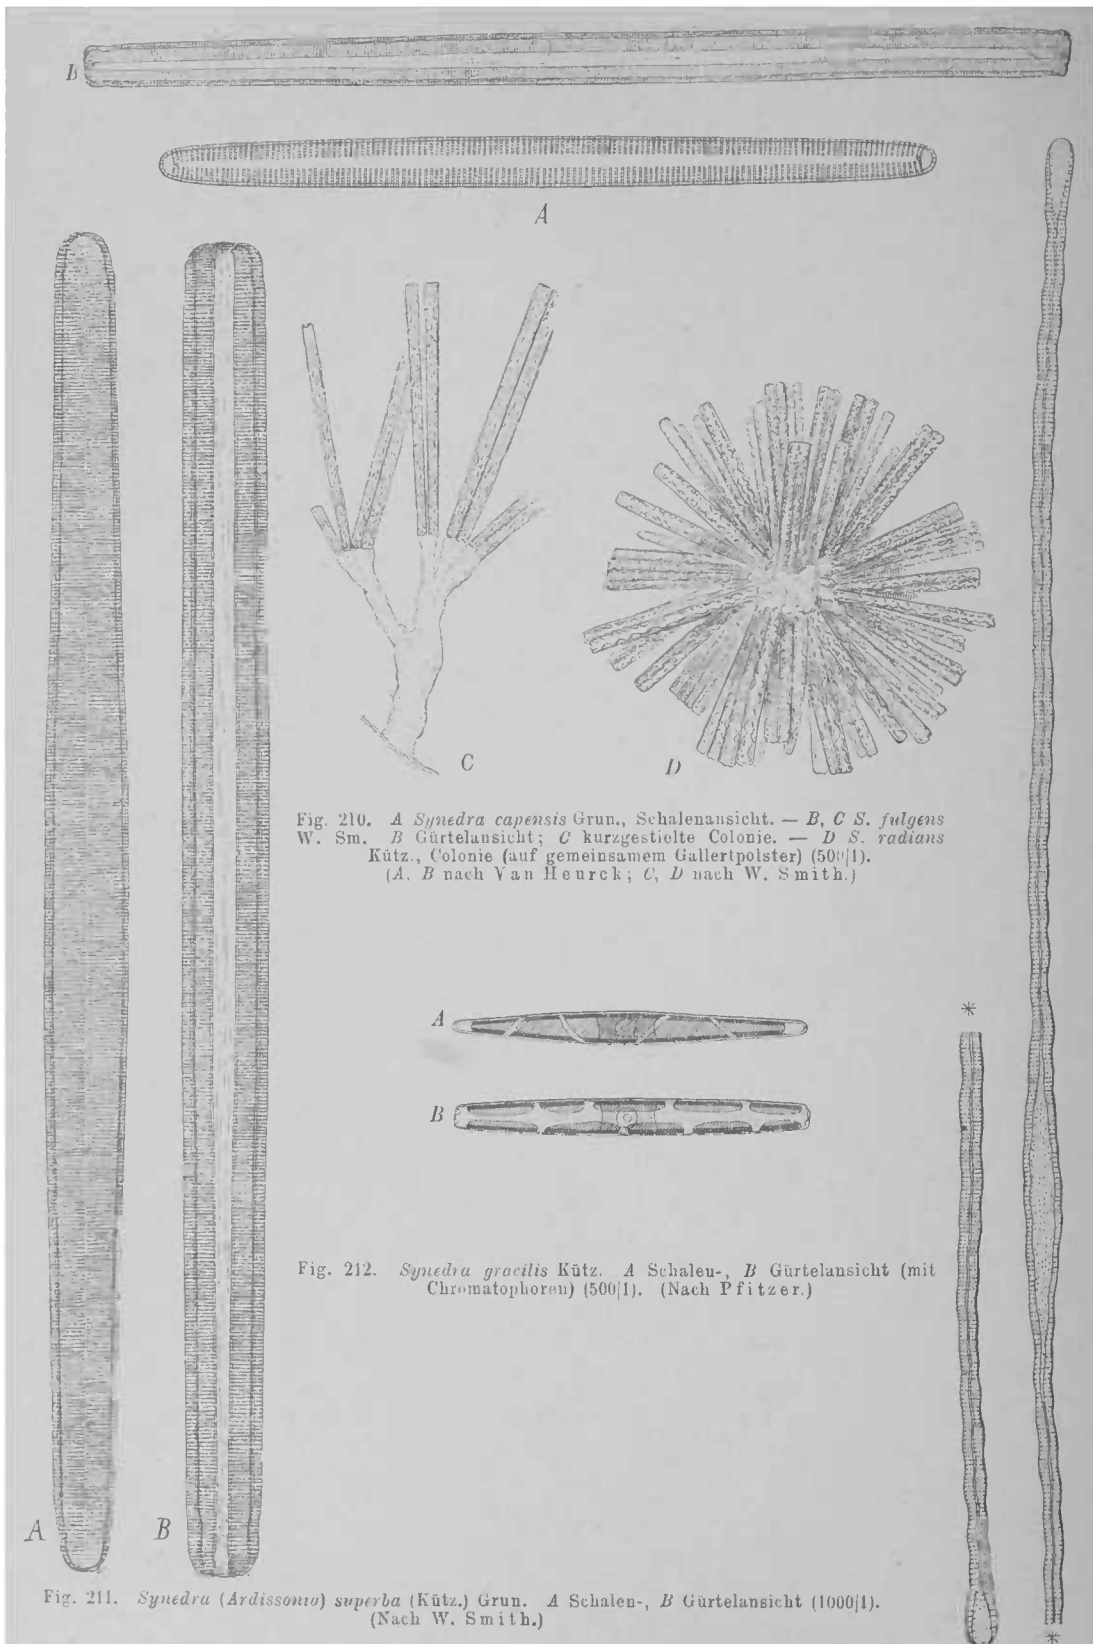 B
A
C
D
Fig. 210. A Synedra capensis Grun., Schalenansicht. — B, C S. fulgens
W. Sm. B Gürtelansicht; C kurzgestielte Colonie. — D S. radians
Kütz., Colonie (auf gemeinsamem Gallertpolster) (500/1).
(A, B nach Van Heurck; C, D nach W. Smith.)
A
*
B
Fig. 212. Synedra gracilis Kütz. A Schalen-, B Gürtelansicht (mit
Chromatophoren) (500/1). (Nach Pfitzer.)
A
B
Fig. 211. Synedra (Ardissonia) superba (Kütz.) Grun. A Schalen-, B Gürtelansicht (1000/1).
(Nach W. Smith.)
*